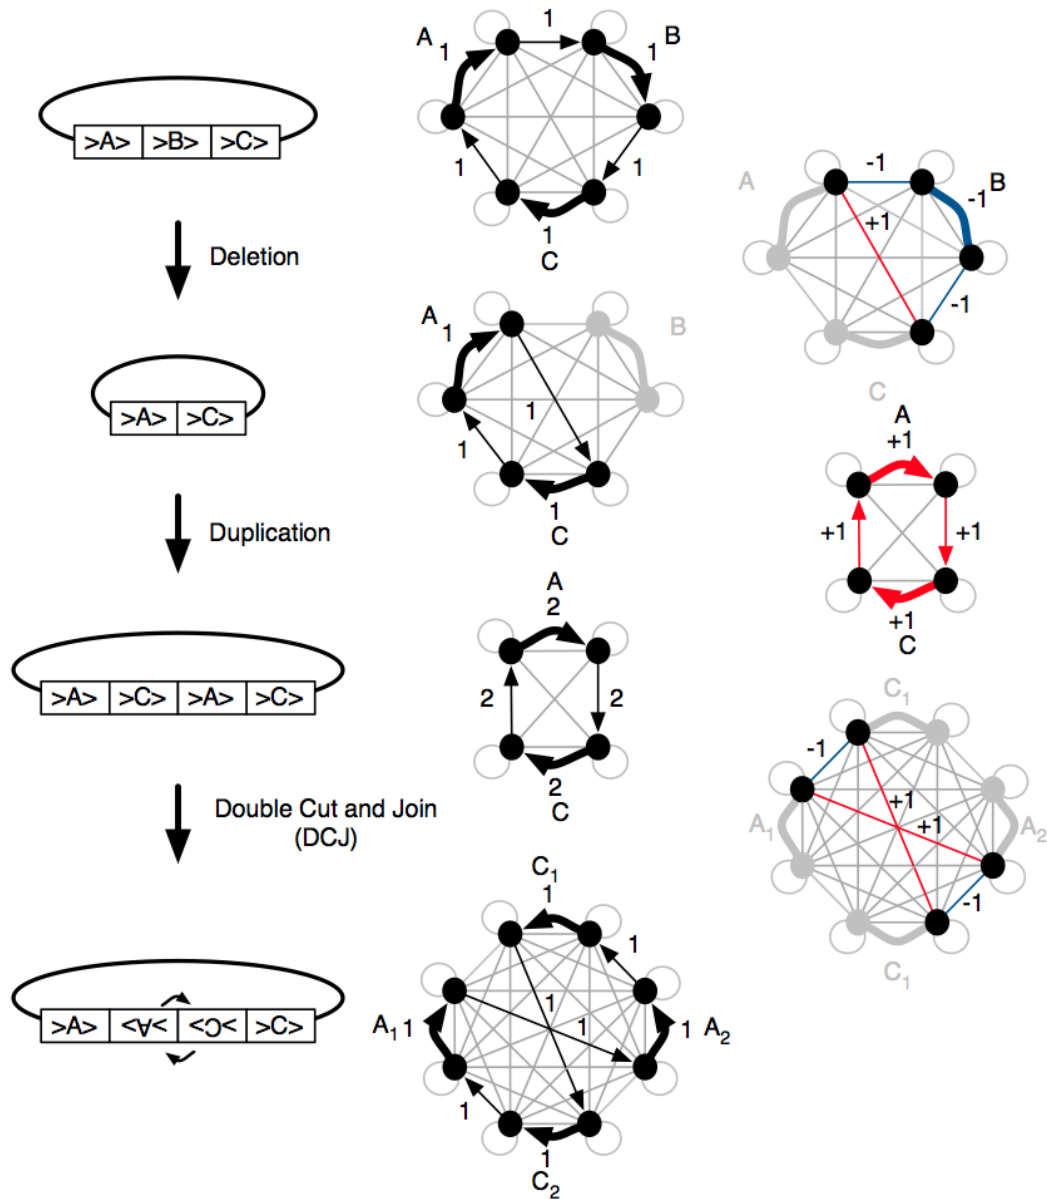 A 1 1 1 B
>A> >B> >C>
1 1
1
C
Deletion
A -1 -1 B
+1
-1
C
A 1 B
>A> >C>
1
1
1
C
Duplication
A
+1
+1 +1
+1
C
A
2
>A> >C> >A> >C>
2 2
2
C
Double Cut and Join
(DCJ)
C1
-1
+1
+1
A1 A2
-1
C1
C1
1
1
>A> >A> >C> >C>
1
A1 1 1 1 A2
1
1
C2